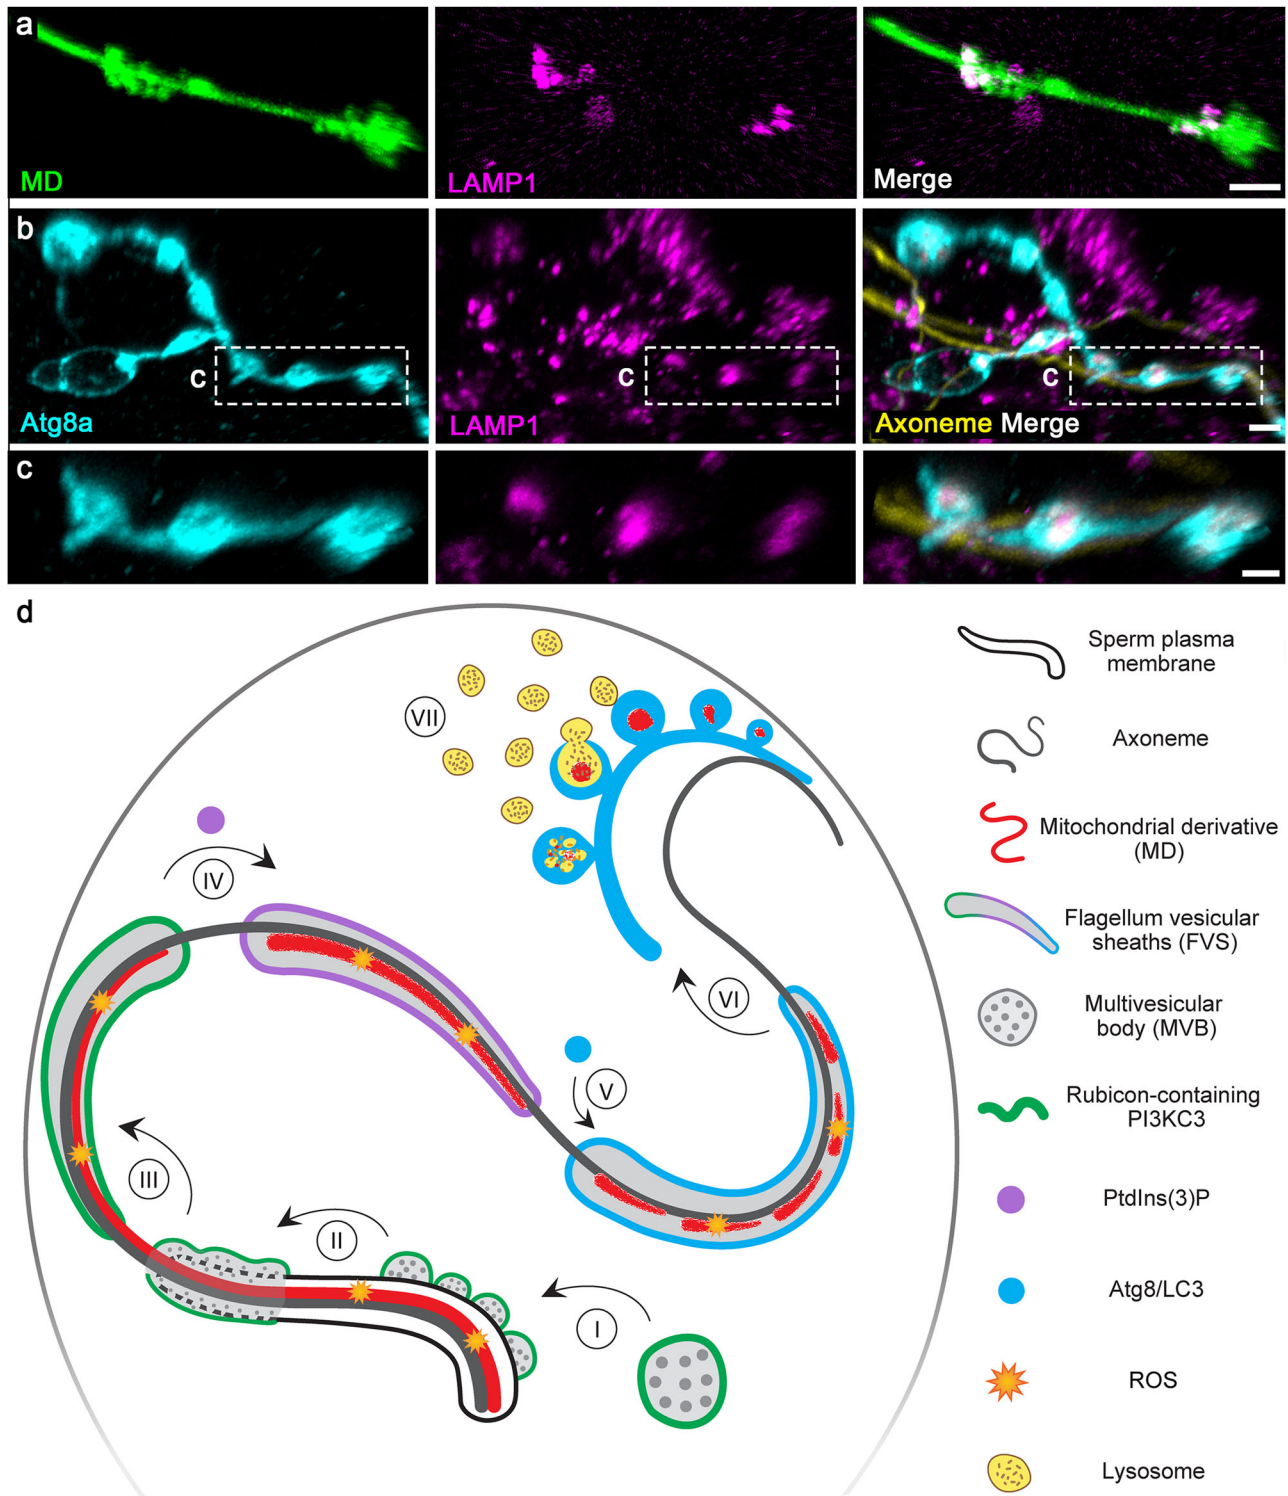 a
MD
LAMP1
Merge
b
c
Atg8a
c
LAMP1
c
Axoneme Merge
c
d
VII
IV
VI
V
III
II
I
Sperm plasma
membrane
Axoneme
Mitochondrial derivative
(MD)
Flagellum vesicular
sheaths (FVS)
Multivesicular
body (MVB)
Rubicon-containing
PI3KC3
PtdIns(3)P
Atg8/LC3
ROS
Lysosome